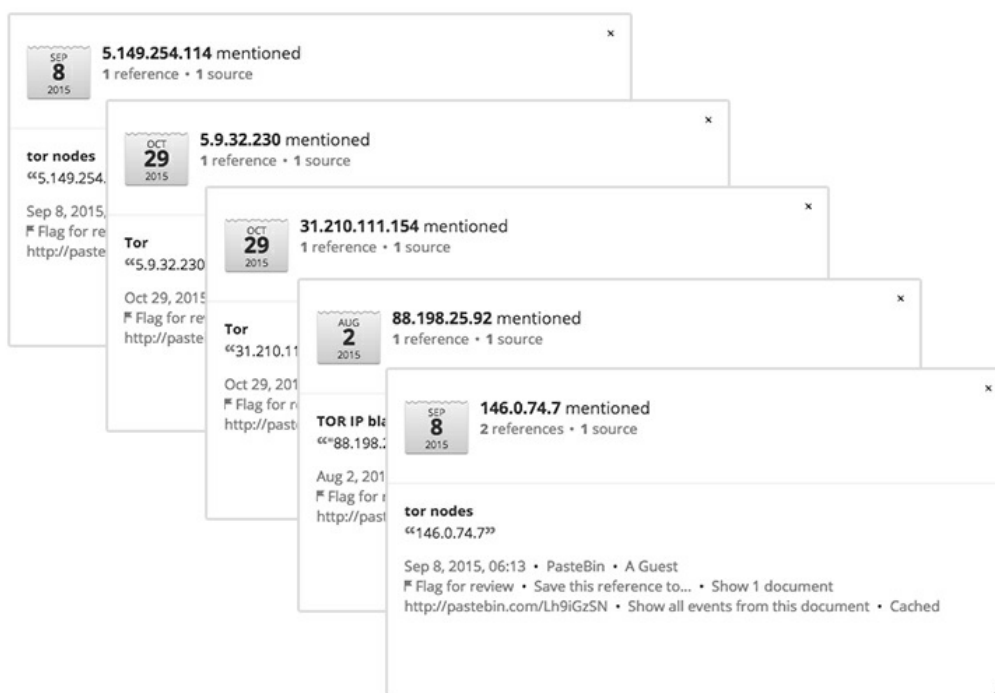 SEP
8
2015
5.149.254.114 mentioned
1 reference • 1 source
×
tor nodes
“5.149.254.
Sep 8, 2015,
Flag for re
http://paste
OCT
29
2015
5.9.32.230 mentioned
1 reference • 1 source
×
Tor
“5.9.32.230
Oct 29, 2015
Flag for re
http://paste
OCT
29
2015
31.210.111.154 mentioned
1 reference • 1 source
×
Tor
“31.210.11
Oct 29, 201
Flag for r
http://past
AUG
2
2015
88.198.25.92 mentioned
1 reference • 1 source
×
TOR IP bla
“"88.198.2
Aug 2, 201
Flag for r
http://past
SEP
8
2015
146.0.74.7 mentioned
2 references • 1 source
×
tor nodes
“146.0.74.7”
Sep 8, 2015, 06:13 • PasteBin • A Guest
Flag for review • Save this reference to... • Show 1 document
http://pastebin.com/Lh9iGzSN • Show all events from this document • Cached